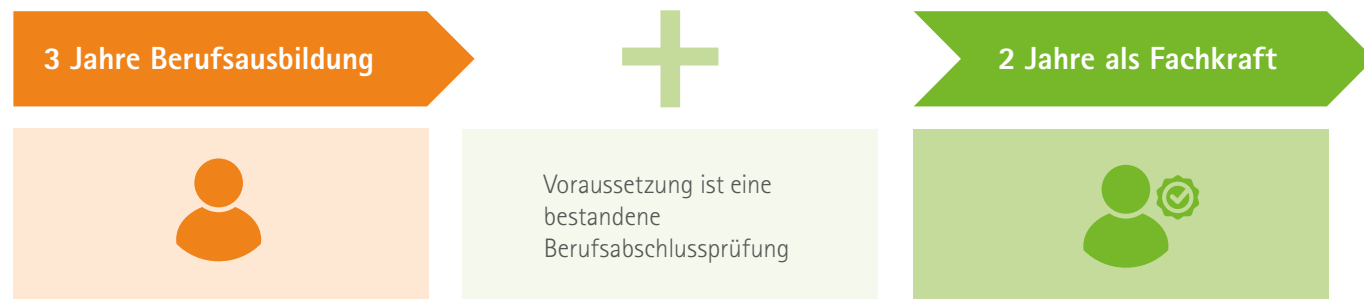 3 Jahre Berufsausbildung
2 Jahre als Fachkraft
Voraussetzung ist eine
bestandene
Berufsabschlussprüfung